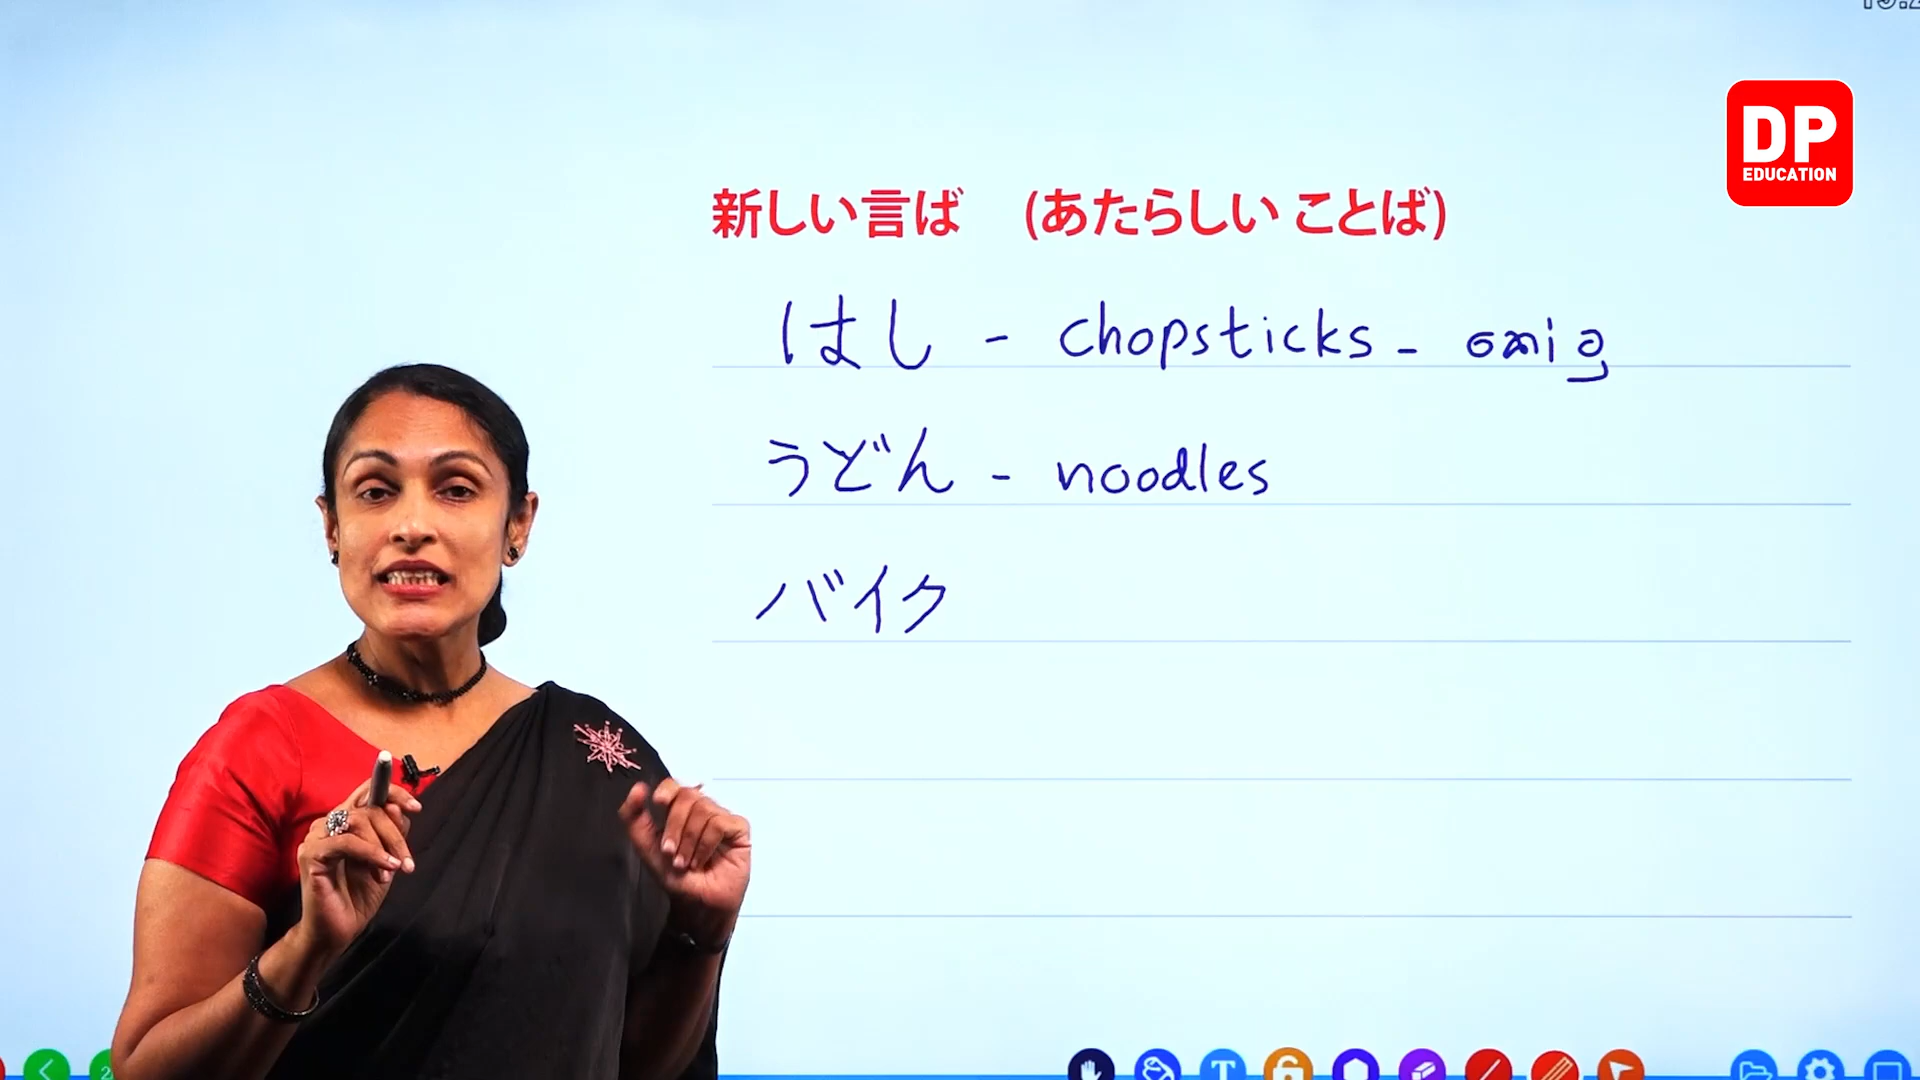 DP
EDUCATION
新しい言ば (あたらしい ことば)
はし - chopsticks -
うどん - noodles
バイク